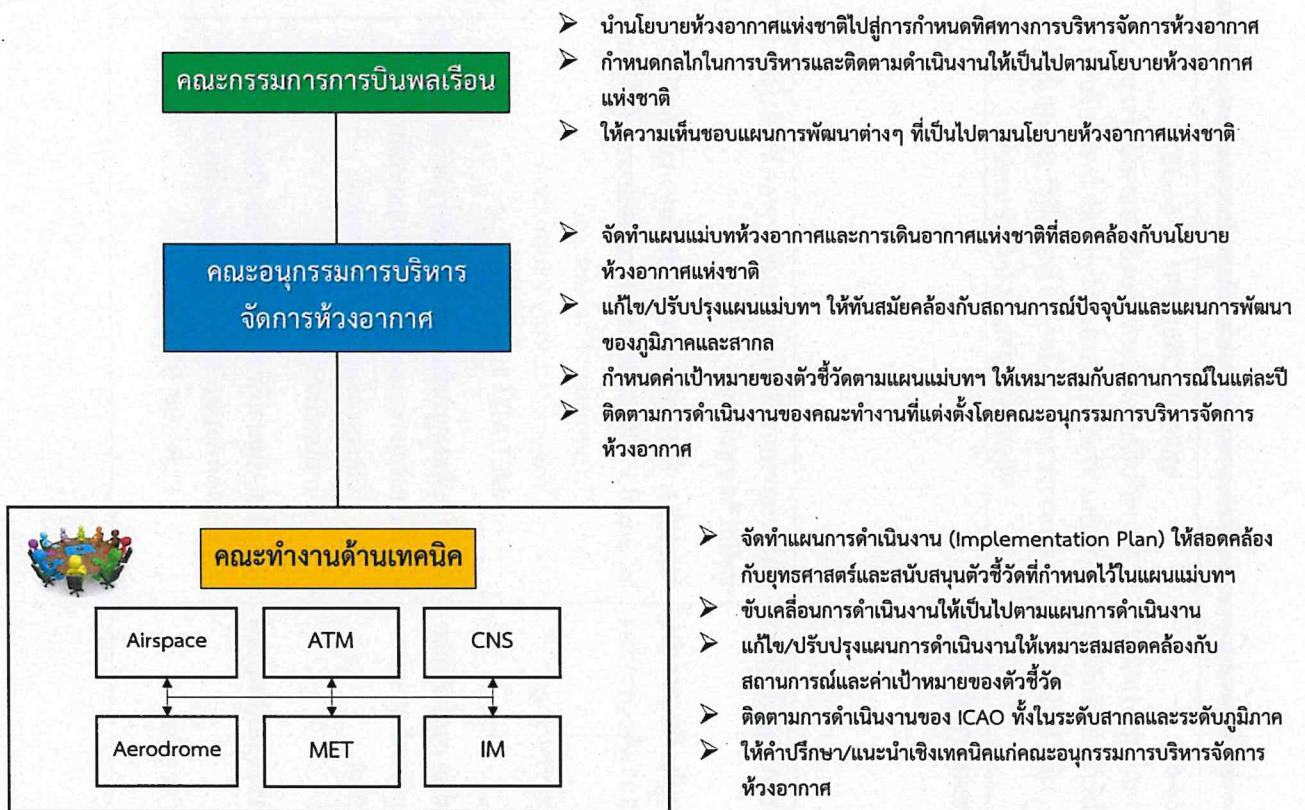 ➢ นำนโยบายห้วงอากาศแห่งชาติไปสู่การกำหนดทิศทางการบริหารจัดการห้วงอากาศ
คณะกรรมการการบินพลเรือน
➢ กำหนดกลไกในการบริหารและติดตามดำเนินงานให้เป็นไปตามนโยบายห้วงอากาศ
แห่งชาติ
➢ ให้ความเห็นชอบแผนการพัฒนาต่างๆ ที่เป็นไปตามนโยบายห้วงอากาศแห่งชาติ
คณะอนุกรรมการบริหาร
จัดการห้วงอากาศ
➢ จัดทำแผนแม่บทห้วงอากาศและการเดินอากาศแห่งชาติที่สอดคล้องกับนโยบาย
ห้วงอากาศแห่งชาติ
➢ แก้ไข/ปรับปรุงแผนแม่บทฯ ให้ทันสมัยคล้องกับสถานการณ์ปัจจุบันและแผนการพัฒนา
ของภูมิภาคและสากล
➢ กำหนดค่าเป้าหมายของตัวชี้วัดตามแผนแม่บทฯ ให้เหมาะสมกับสถานการณ์ในแต่ละปี
➢ ติดตามการดำเนินงานของคณะทำงานที่แต่งตั้งโดยคณะอนุกรรมการบริหารจัดการ
ห้วงอากาศ
คณะทำงานด้านเทคนิค
Airspace
ATM
CNS
Aerodrome
MET
IM
➢ จัดทำแผนการดำเนินงาน (Implementation Plan) ให้สอดคล้อง
กับยุทธศาสตร์และสนับสนุนตัวชี้วัดที่กำหนดไว้ในแผนแม่บทฯ
➢ ขับเคลื่อนการดำเนินงานให้เป็นไปตามแผนการดำเนินงาน
➢ แก้ไข/ปรับปรุงแผนการดำเนินงานให้เหมาะสมสอดคล้องกับ
สถานการณ์และค่าเป้าหมายของตัวชี้วัด
➢ ติดตามการดำเนินงานของ ICAO ทั้งในระดับสากลและระดับภูมิภาค
➢ ให้คำปรึกษา/แนะนำเชิงเทคนิคแก่คณะอนุกรรมการบริหารจัดการ
ห้วงอากาศ